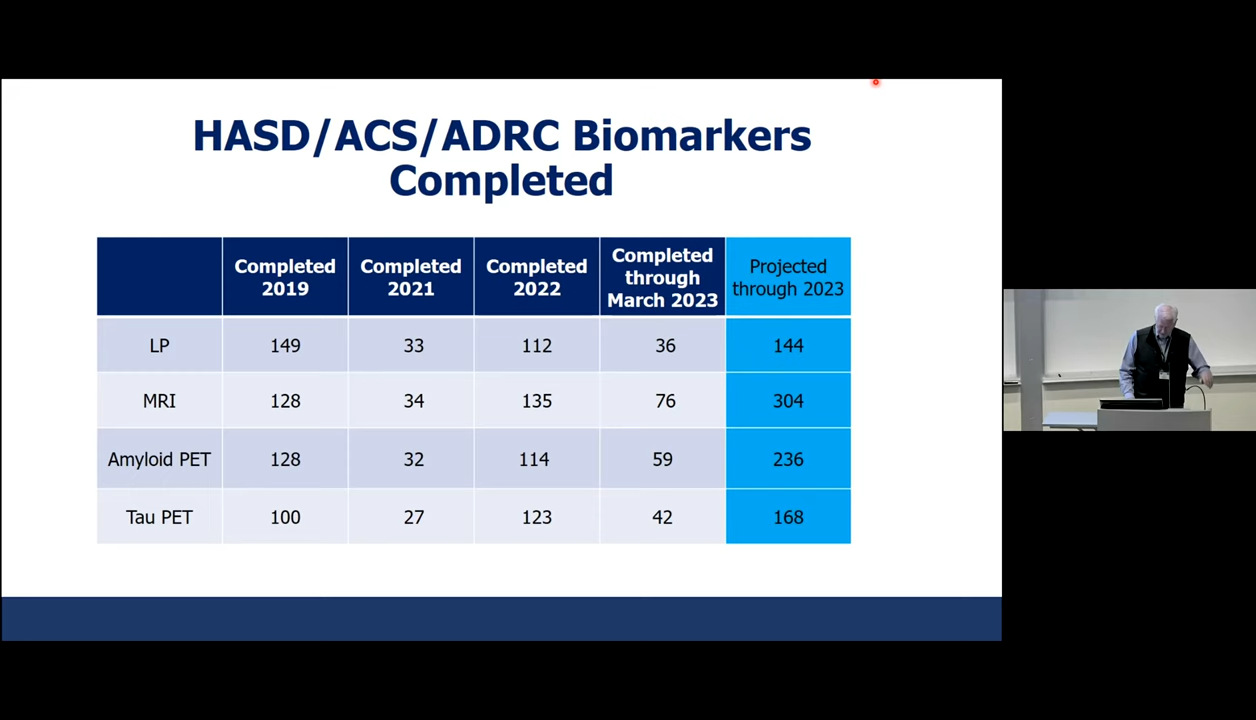 HASD/ACS/ADRC Biomarkers
Completed
Completed 2019 Completed 2021 Completed 2022 Completed through March 2023 Projected through 2023
LP 149 33 112 36 144
MRI 128 34 135 76 304
Amyloid PET 128 32 114 59 236
Tau PET 100 27 123 42 168